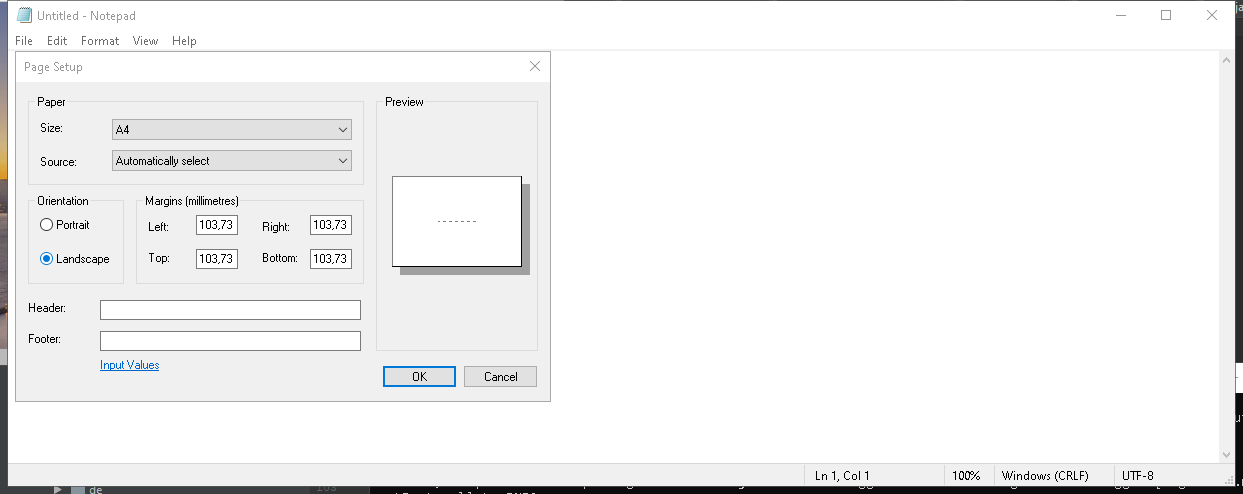 Untitled - Notepad
File Edit Format View Help
Page Setup
Paper
Size: A4
Source: Automatically select
Orientation
Portrait
Landscape
Margins (millimetres)
Left: 103,73 Right: 103,73
Top: 103,73 Bottom: 103,73
Header:
Footer:
Input Values
Preview
OK Cancel
Ln 1, Col 1 100% Windows (CRLF) UTF-8
de